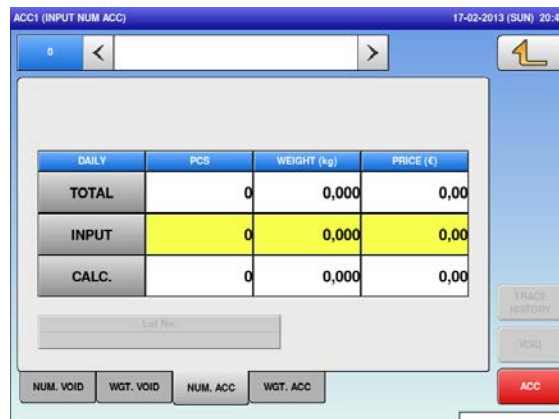 ACC1 (INPUT NUM ACC) 17-02-2013 (SUN) 20:4
0 < >
DAILY PCS WEIGHT (kg) PRICE (€)
TOTAL 0 0,000 0,00
INPUT 0 0,000 0,00
CALC. 0 0,000 0,00
Lot No.
TRACE
HISTORY
VOID
NUM. VOID WGT. VOID NUM. ACC WGT. ACC ACC